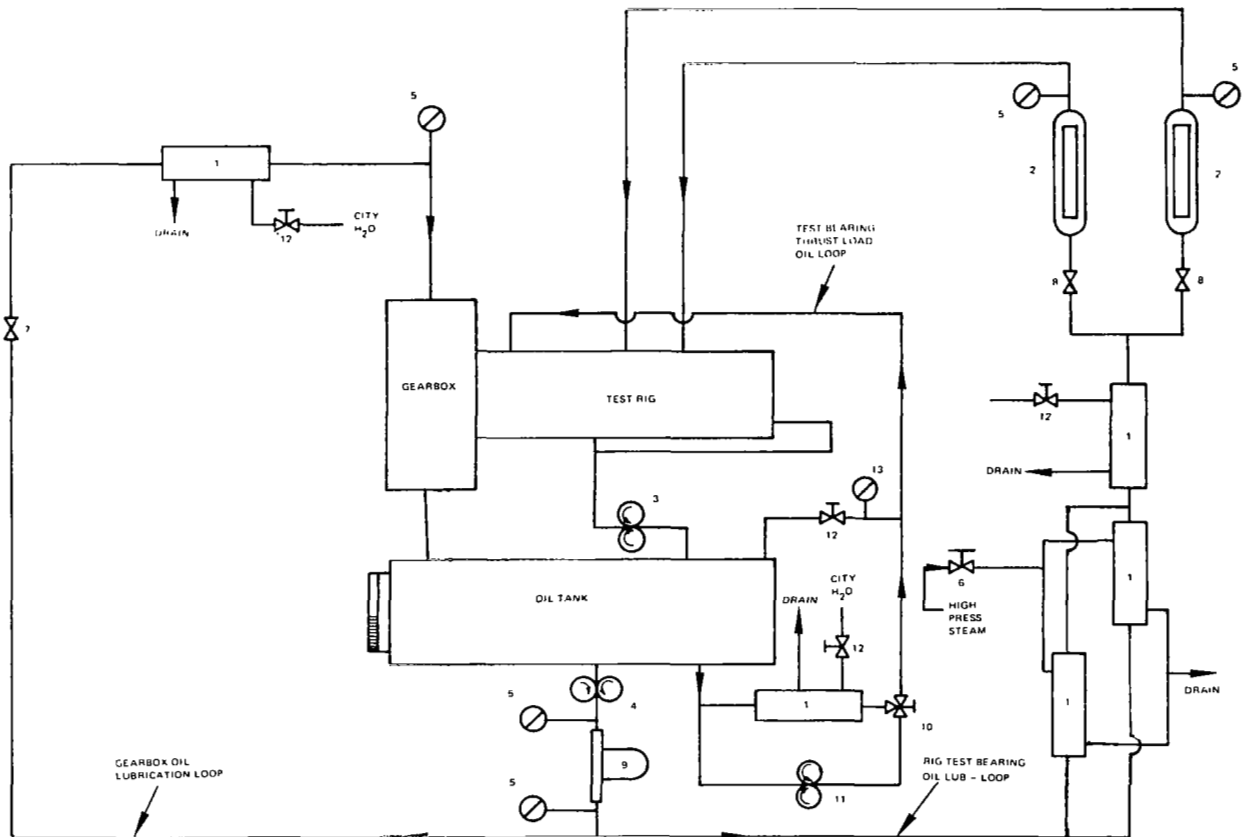 5
5
5
1
2
2
DRAIN
12
CITY
H2O
TEST BEARING
THRUST LOAD
OIL LOOP
8
8
7
GEARBOX
TEST RIG
12
1
DRAIN
13
3
12
6
1
HIGH
PRESS
STEAM
OIL TANK
DRAIN
CITY
H2O
12
1
DRAIN
4
5
1
10
9
GEARBOX OIL
LUBRICATION LOOP
5
11
RIG TEST BEARING
OIL LUB - LOOP